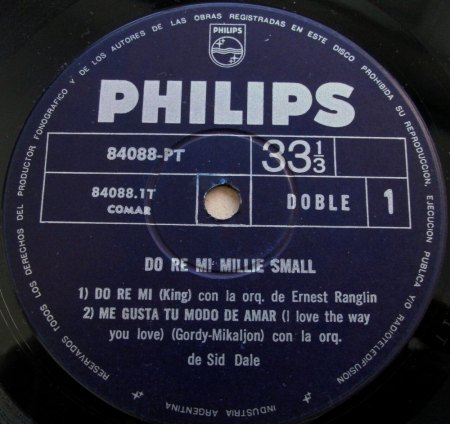 RESERVADOS TODOS LOS DERECHOS DEL PRODUCTOR FONOGRAFICO Y DE LOS AUTORES DE LAS OBRAS REGISTRADAS EN ESTE DISCO PROHIBIDA SU REPRODUCCION, EJECUCION PUBLICA Y/O RADIOTELEDIFUSION
PHILIPS
PHILIPS
84088-PT 33 1/3
84088.1T DOBLE 1
COMAR
DO RE MI MILLIE SMALL
1) DO RE MI (King) con la orq. de Ernest Ranglin
2) ME GUSTA TU MODO DE AMAR (I love the way
you love) (Gordy-Mikaljon) con la orq.
de Sid Dale
INDUSTRIA ARGENTINA